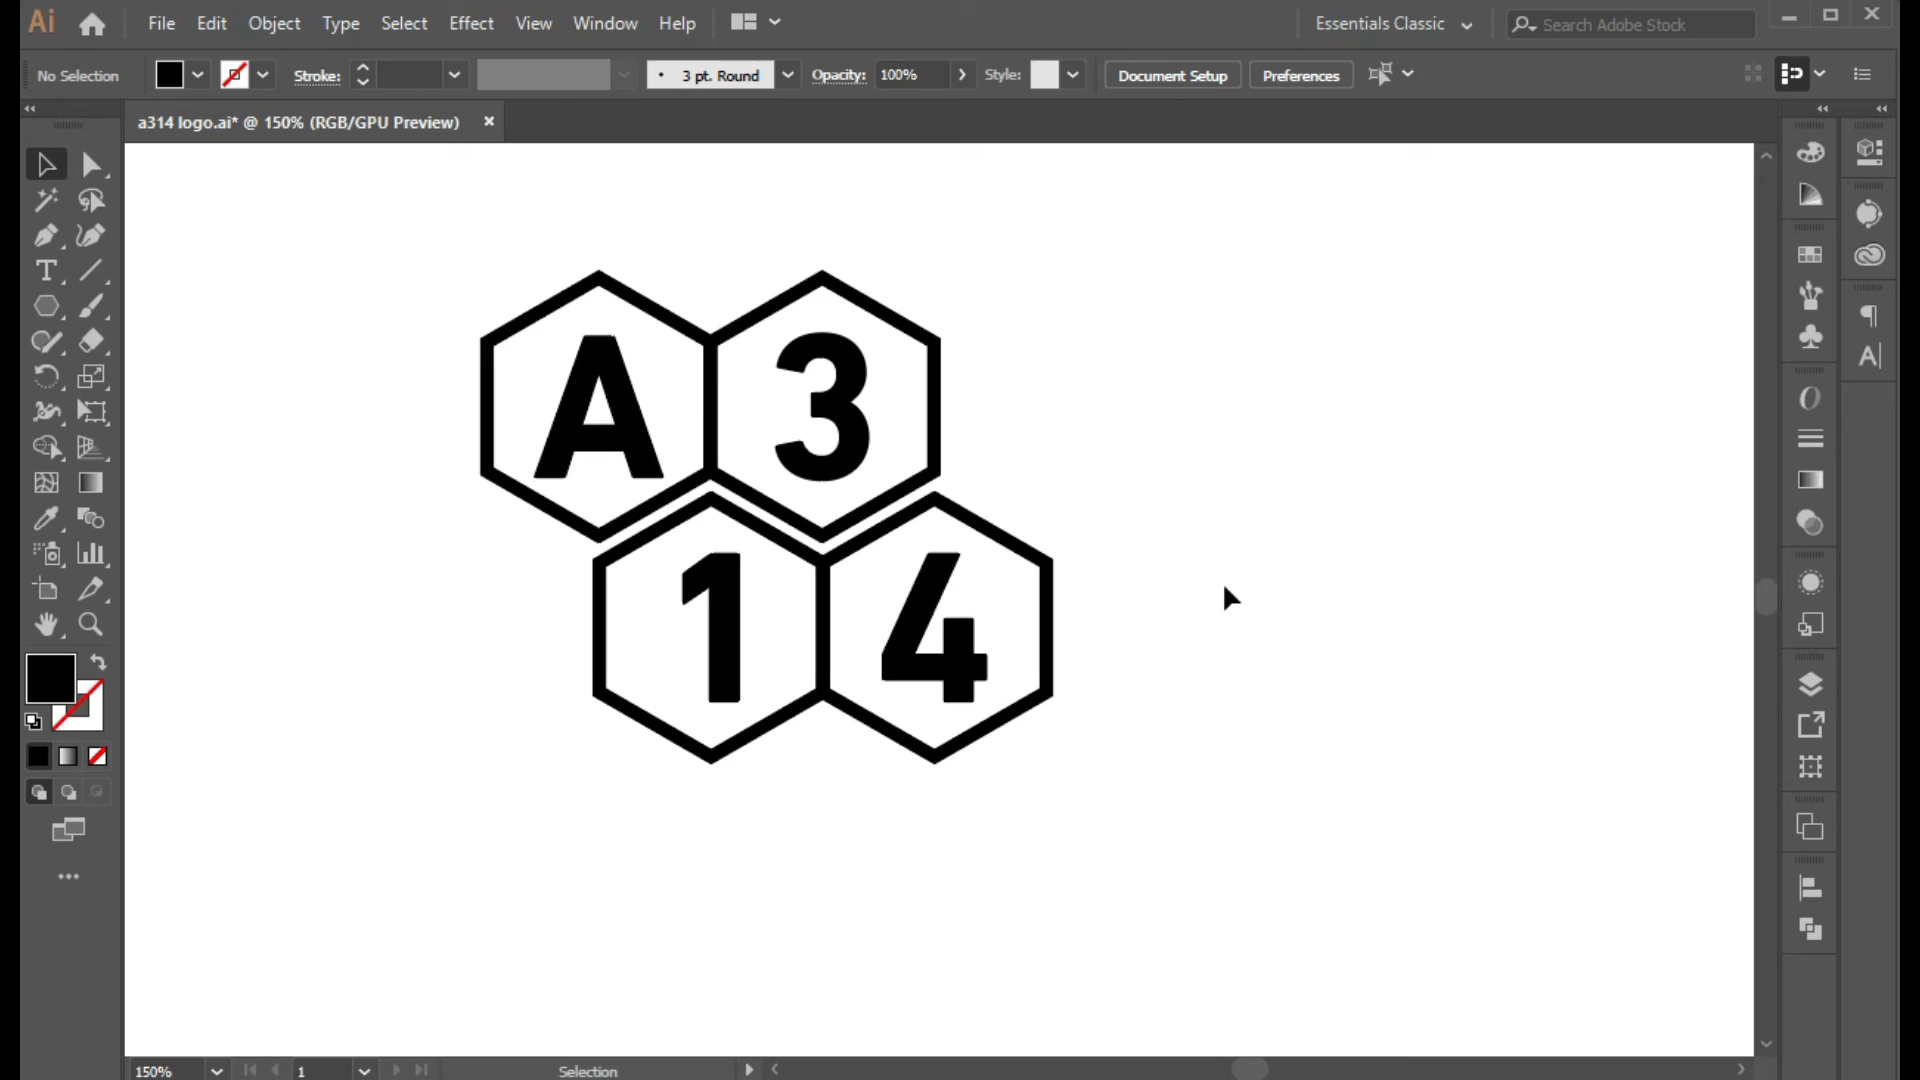 Ai File Edit Object Type Select Effect View Window Help Essentials Classic Search Adobe Stock
No Selection Stroke: 3 pt. Round Opacity: 100% Style: Document Setup Preferences
a314 logo.ai* @ 150% (RGB/GPU Preview)
A 3
1 4
150% 1 Selection